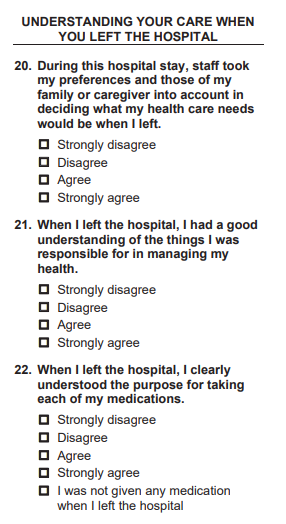 UNDERSTANDING YOUR CARE WHEN
YOU LEFT THE HOSPITAL
20. During this hospital stay, staff took
my preferences and those of my
family or caregiver into account in
deciding what my health care needs
would be when I left.
Strongly disagree
Disagree
Agree
Strongly agree
21. When I left the hospital, I had a good
understanding of the things I was
responsible for in managing my
health.
Strongly disagree
Disagree
Agree
Strongly agree
22. When I left the hospital, I clearly
understood the purpose for taking
each of my medications.
Strongly disagree
Disagree
Agree
Strongly agree
I was not given any medication
when I left the hospital